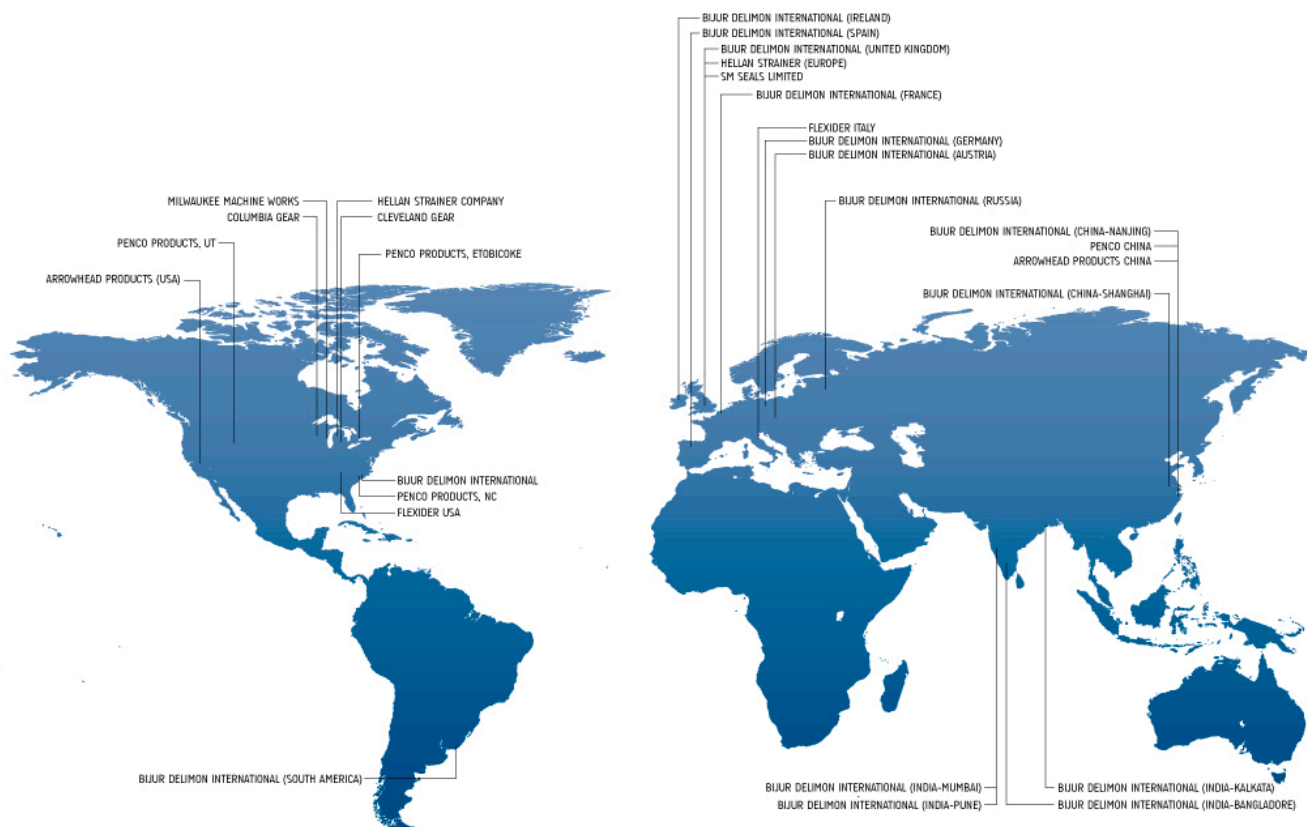 BIJUR DELIMON INTERNATIONAL (IRELAND)
BIJUR DELIMON INTERNATIONAL (SPAIN)
BIJUR DELIMON INTERNATIONAL (UNITED KINGDOM)
HELLAN STRAINER (EUROPE)
SM SEALS LIMITED
BIJUR DELIMON INTERNATIONAL (FRANCE)
FLEXIDER ITALY
BIJUR DELIMON INTERNATIONAL (GERMANY)
BIJUR DELIMON INTERNATIONAL (AUSTRIA)
MILWAUKEE MACHINE WORKS
COLUMBIA GEAR
HELLAN STRAINER COMPANY
CLEVELAND GEAR
PENCO PRODUCTS, UT
PENCO PRODUCTS, ETOBICOKE
ARROWHEAD PRODUCTS (USA)
BIJUR DELIMON INTERNATIONAL (RUSSIA)
BIJUR DELIMON INTERNATIONAL (CHINA-NANJING)
PENCO CHINA
ARROWHEAD PRODUCTS CHINA
BIJUR DELIMON INTERNATIONAL (CHINA-SHANGHAI)
BIJUR DELIMON INTERNATIONAL
PENCO PRODUCTS, NC
FLEXIDER USA
BIJUR DELIMON INTERNATIONAL (SOUTH AMERICA)
BIJUR DELIMON INTERNATIONAL (INDIA-MUMBAI)
BIJUR DELIMON INTERNATIONAL (INDIA-PUNE)
BIJUR DELIMON INTERNATIONAL (INDIA-KALKATA)
BIJUR DELIMON INTERNATIONAL (INDIA-BANGLADORE)